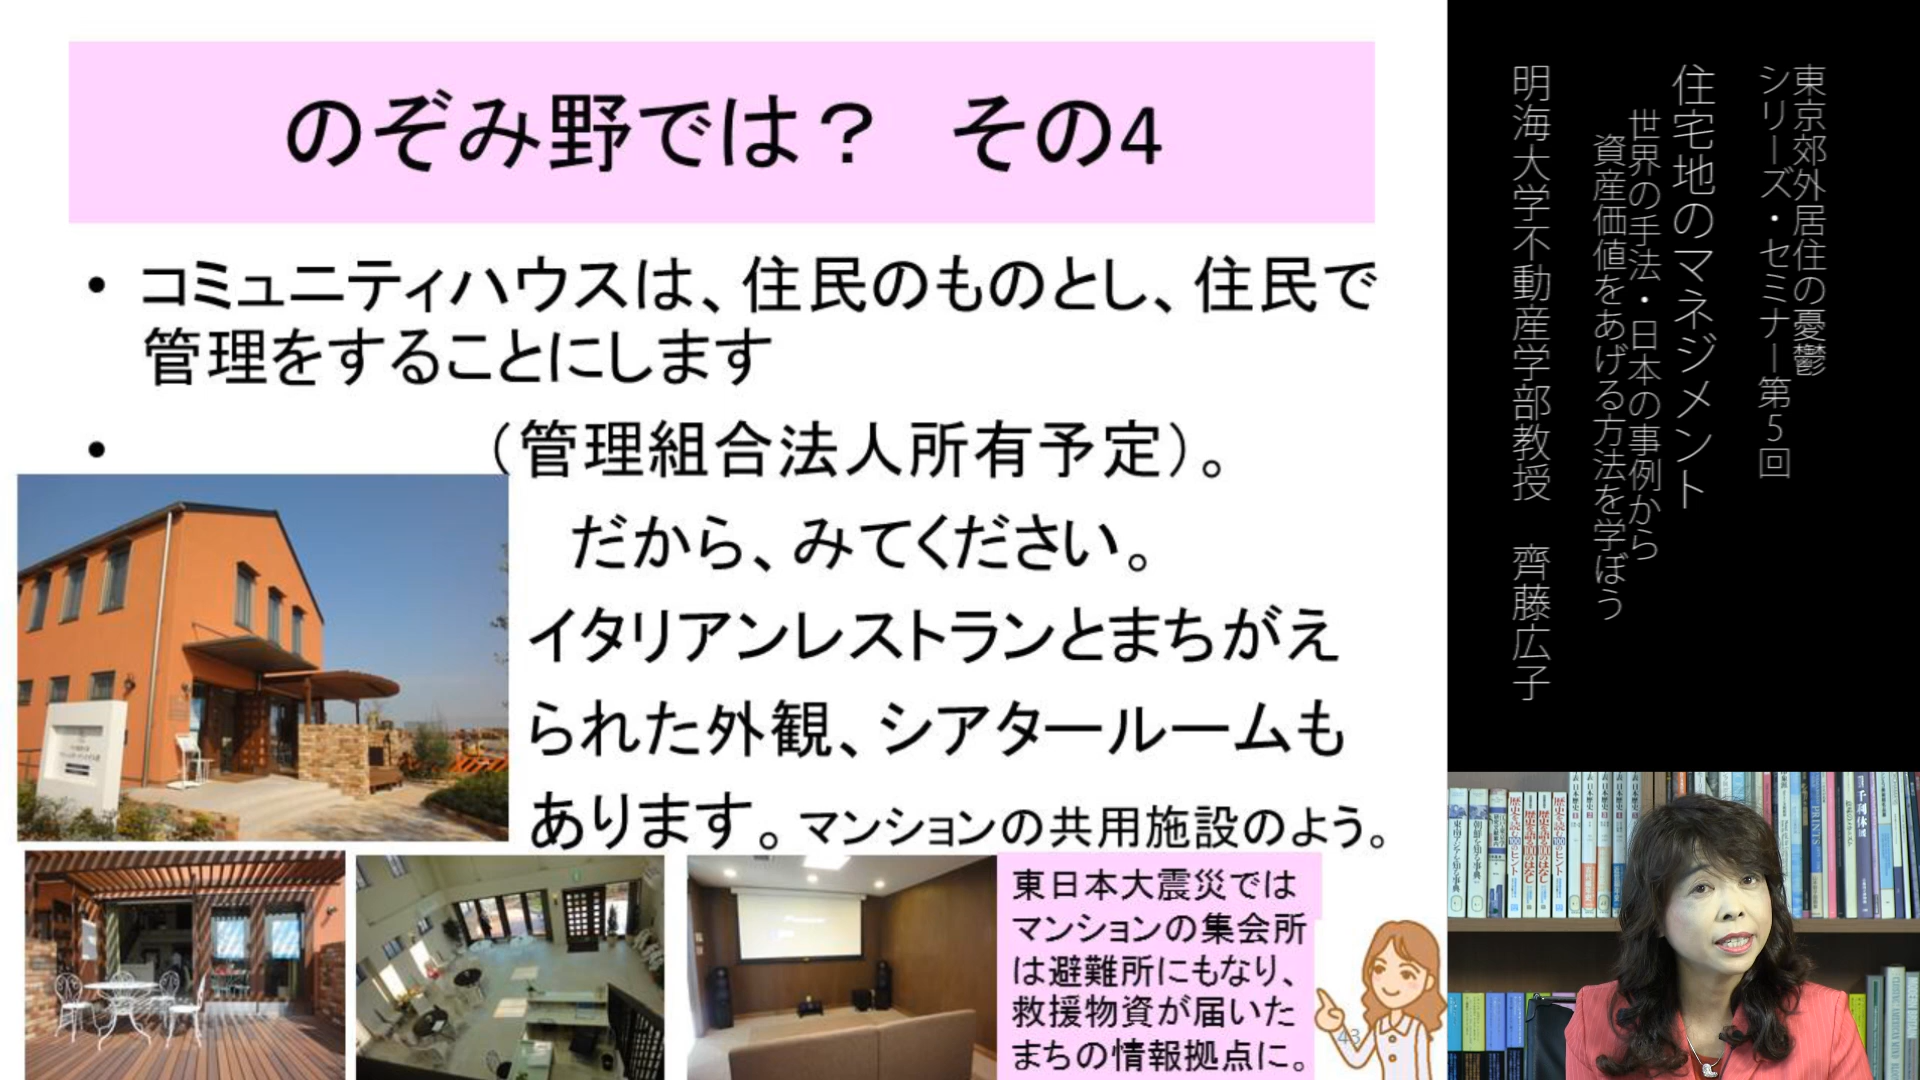 のぞみ野では？　その4
• コミュニティハウスは、住民のものとし、住民で
管理をすることにします
• （管理組合法人所有予定）。
だから、みてください。
イタリアンレストランとまちがえ
られた外観、シアタールームも
あります。マンションの共用施設のよう。
東日本大震災では
マンションの集会所
は避難所にもなり、
救援物資が届いた
まちの情報拠点に。
43
東京郊外居住の憂鬱
シリーズ・セミナー第5回
住宅地のマネジメント
世界の手法・日本の事例から
資産価値をあげる方法を学ぼう
明海大学不動産学部教授　齊藤広子